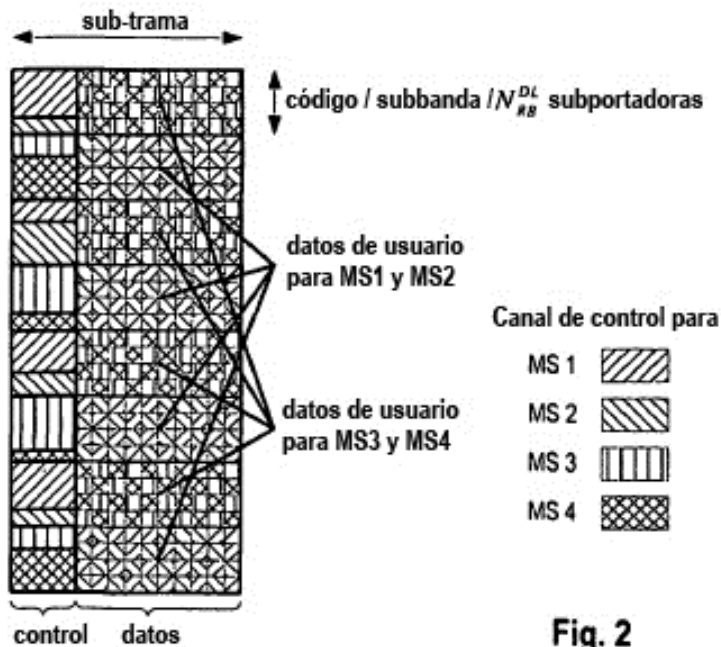 sub-trama
código / subbanda / N_{RB}^{DL} subportadoras
datos de usuario
para MS1 y MS2
datos de usuario
para MS3 y MS4
Canal de control para
MS 1
MS 2
MS 3
MS 4
control datos
Fig. 2